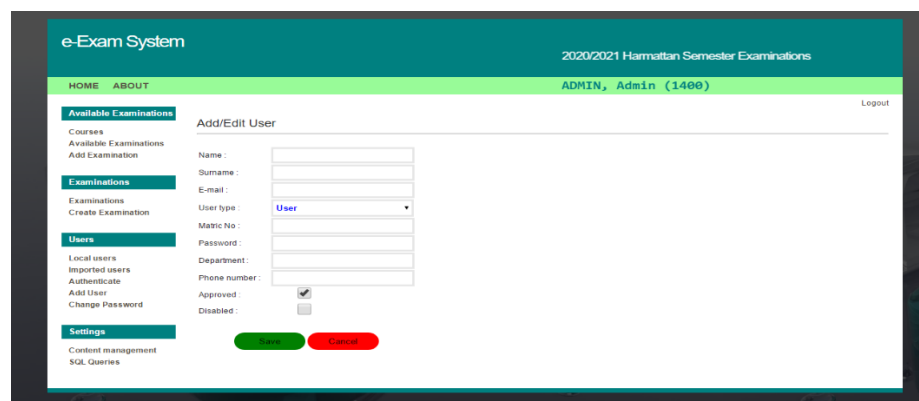 e-Exam System
2020/2021 Harmattan Semester Examinations
HOME ABOUT
ADMIN, Admin (1400)
Logout
Available Examinations
Courses
Available Examinations
Add Examination
Examinations
Examinations
Create Examination
Users
Local users
Imported users
Authenticate
Add User
Change Password
Settings
Content management
SQL Queries
Add/Edit User
Name :
Surname :
E-mail :
User type : User
Matric No :
Password :
Department :
Phone number :
Approved :
Disabled :
Save Cancel